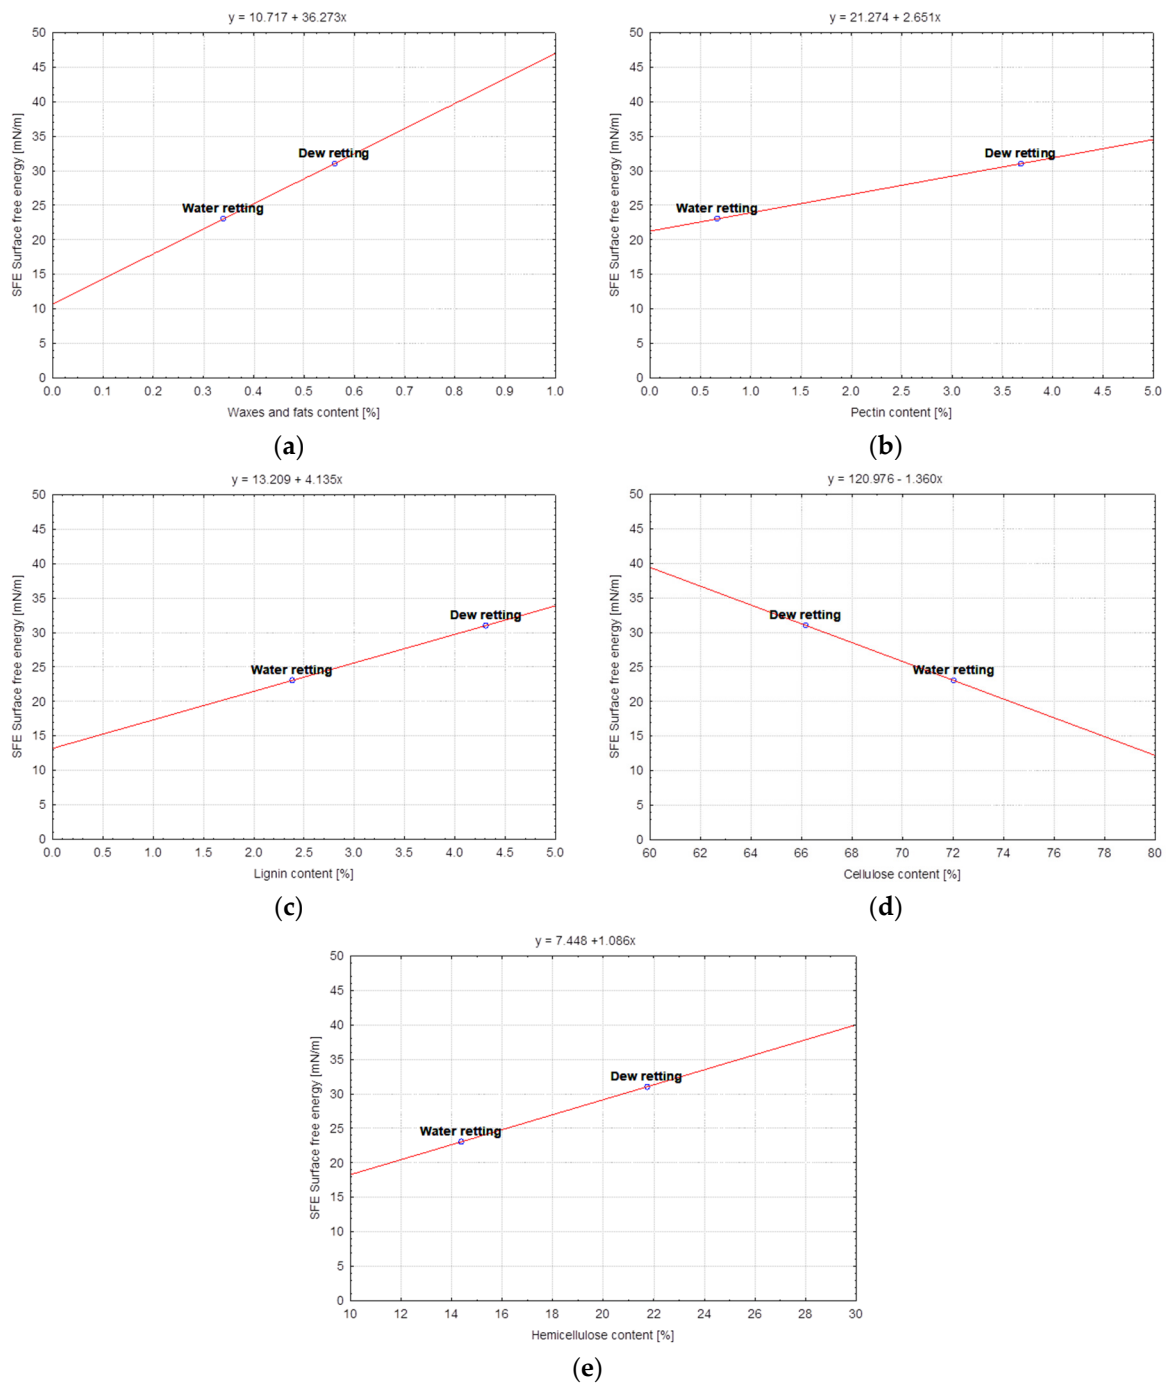 y = 10.717 + 36.273x
50
45
40
35
30
25
20
15
10
5
0
SFE Surface free energy [mN/m]
Dew retting
Water retting
0.0 0.1 0.2 0.3 0.4 0.5 0.6 0.7 0.8 0.9 1.0
Waxes and fats content [%]
(a)
y = 21.274 + 2.651x
50
45
40
35
30
25
20
15
10
5
0
SFE Surface free energy [mN/m]
Dew retting
Water retting
0.0 0.5 1.0 1.5 2.0 2.5 3.0 3.5 4.0 4.5 5.0
Pectin content [%]
(b)
y = 13.209 + 4.135x
50
45
40
35
30
25
20
15
10
5
0
SFE Surface free energy [mN/m]
Dew retting
Water retting
0.0 0.5 1.0 1.5 2.0 2.5 3.0 3.5 4.0 4.5 5.0
Lignin content [%]
(c)
y = 120.976 - 1.360x
50
45
40
35
30
25
20
15
10
5
0
SFE Surface free energy [mN/m]
Dew retting
Water retting
60 62 64 66 68 70 72 74 76 78 80
Cellulose content [%]
(d)
y = 7.448 +1.086x
50
45
40
35
30
25
20
15
10
5
0
SFE Surface free energy [mN/m]
Dew retting
Water retting
10 12 14 16 18 20 22 24 26 28 30
Hemicellulose content [%]
(e)